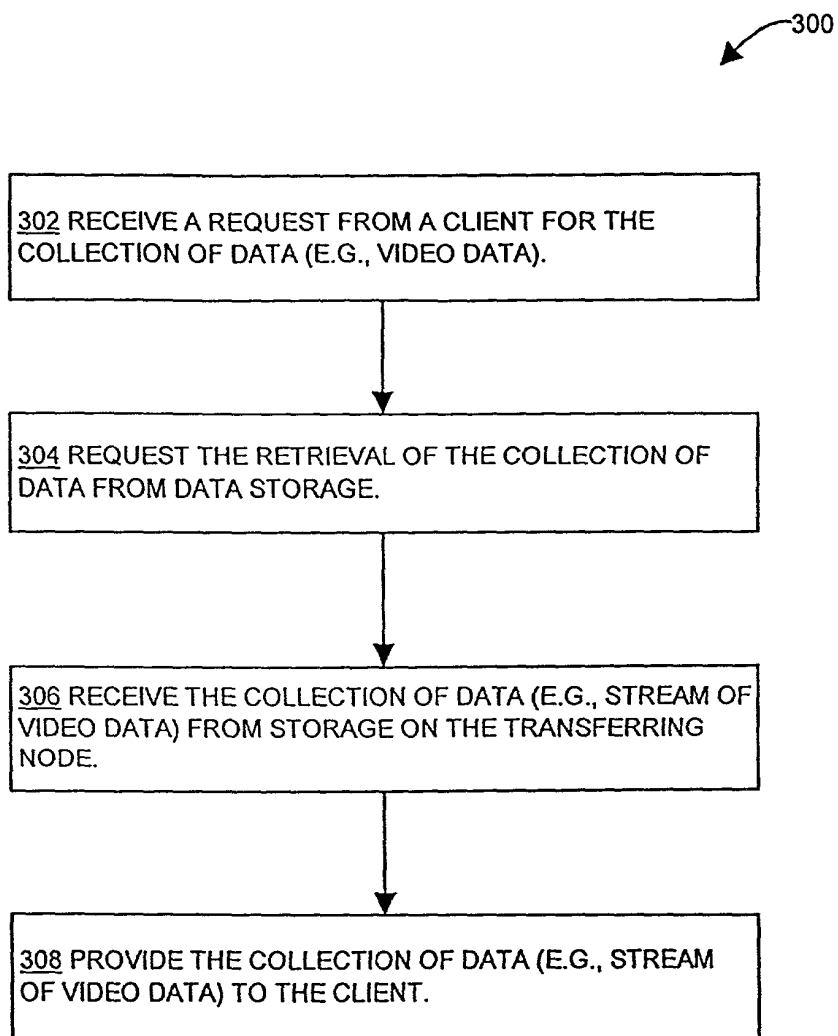 300
302 RECEIVE A REQUEST FROM A CLIENT FOR THE
COLLECTION OF DATA (E.G., VIDEO DATA).
304 REQUEST THE RETRIEVAL OF THE COLLECTION OF
DATA FROM DATA STORAGE.
306 RECEIVE THE COLLECTION OF DATA (E.G., STREAM OF
VIDEO DATA) FROM STORAGE ON THE TRANSFERRING
NODE.
308 PROVIDE THE COLLECTION OF DATA (E.G., STREAM
OF VIDEO DATA) TO THE CLIENT.